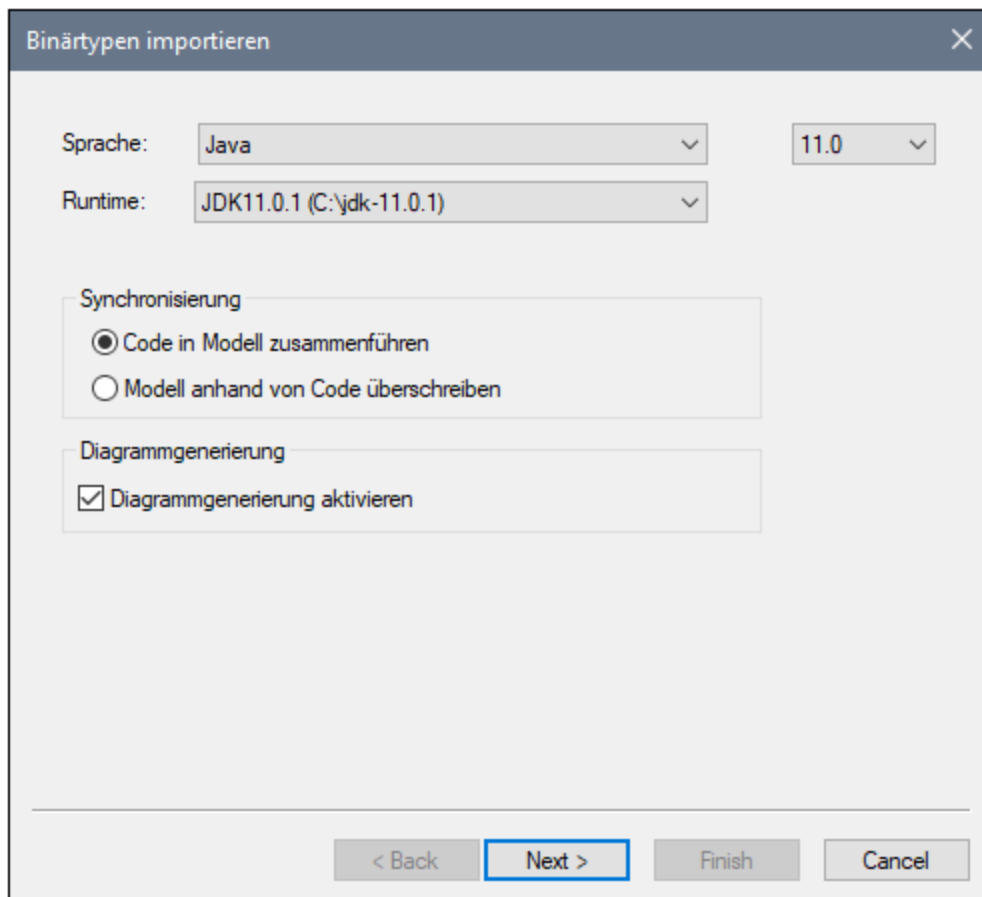 Binärtypen importieren
Sprache: Java 11.0
Runtime: JDK11.0.1 (C:\jdk-11.0.1)
Synchronisierung
Code in Modell zusammenführen
Modell anhand von Code überschreiben
Diagrammgenerierung
Diagrammgenerierung aktivieren
< Back Next > Finish Cancel